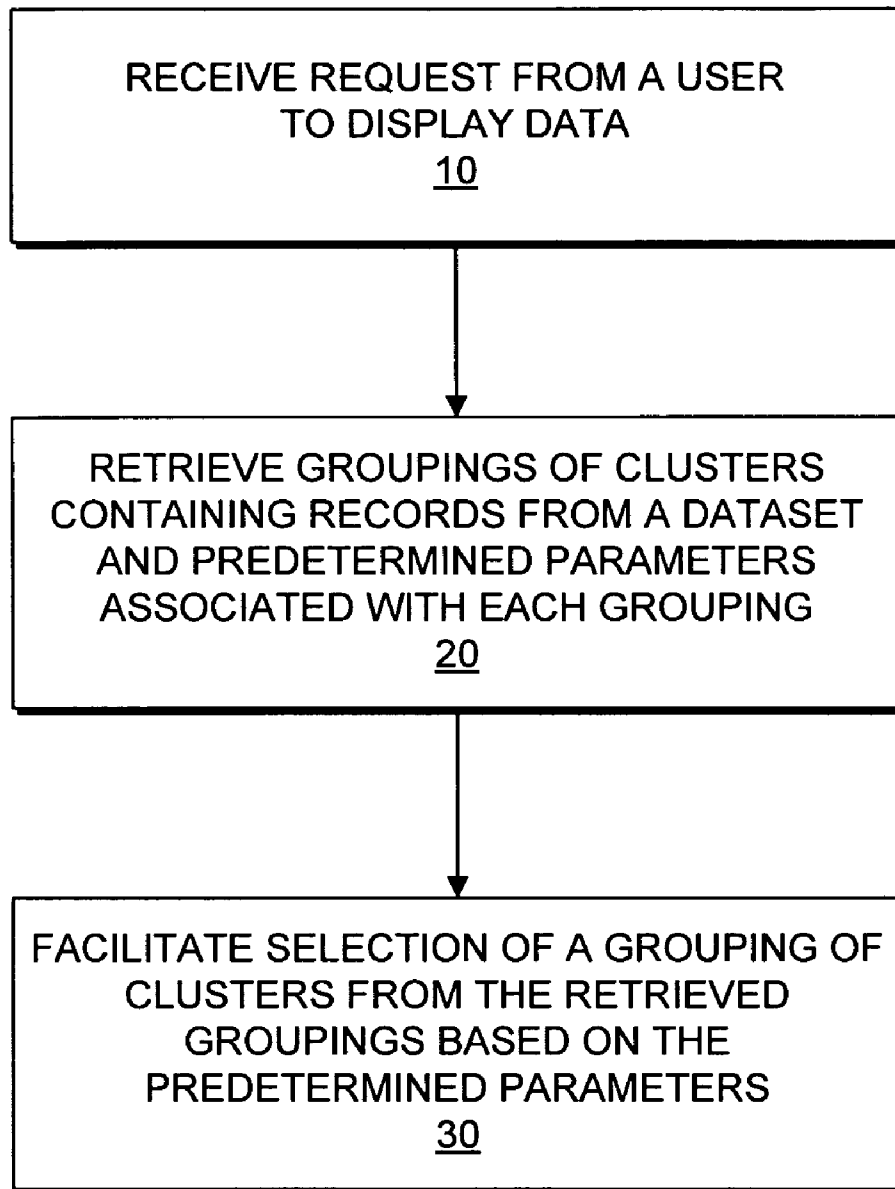 RECEIVE REQUEST FROM A USER
TO DISPLAY DATA
10
RETRIEVE GROUPINGS OF CLUSTERS
CONTAINING RECORDS FROM A DATASET
AND PREDETERMINED PARAMETERS
ASSOCIATED WITH EACH GROUPING
20
FACILITATE SELECTION OF A GROUPING OF
CLUSTERS FROM THE RETRIEVED
GROUPINGS BASED ON THE
PREDETERMINED PARAMETERS
30